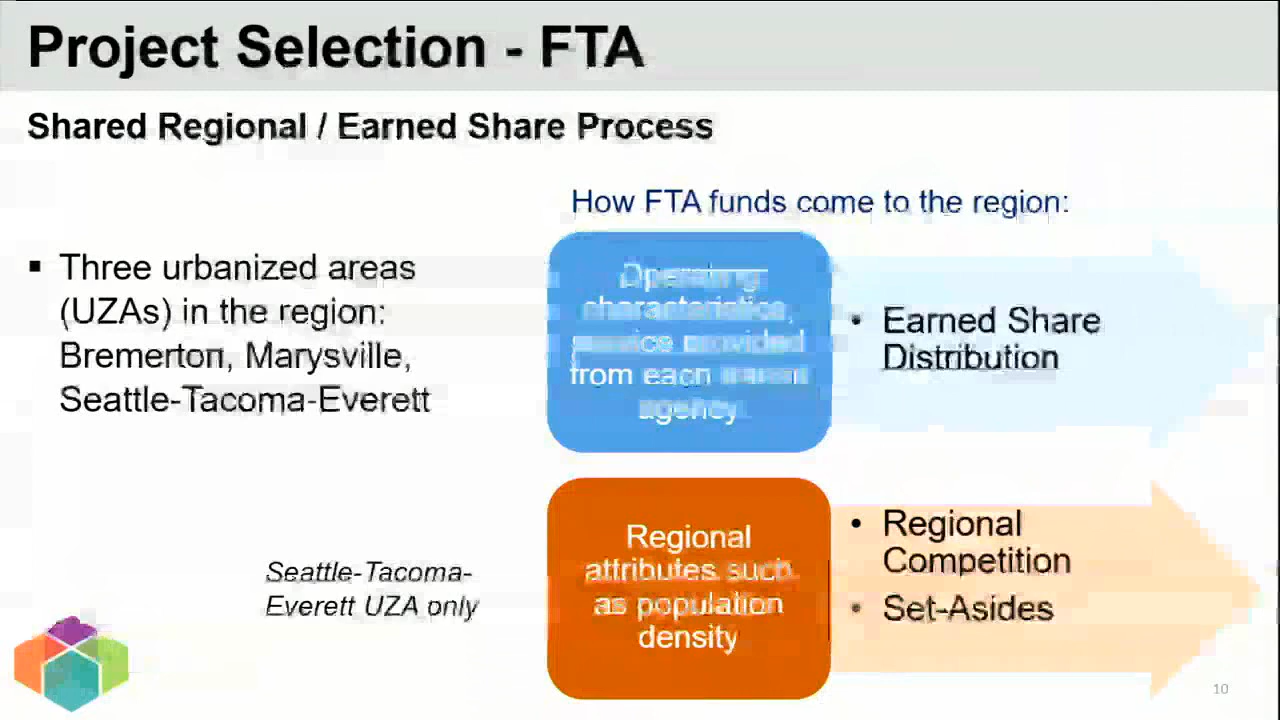 Project Selection - FTA
Shared Regional / Earned Share Process
How FTA funds come to the region:
▪ Three urbanized areas
(UZAs) in the region:
Bremerton, Marysville,
Seattle-Tacoma-Everett
Operating
characteristics,
service provided
from each transit
agency
• Earned Share
Distribution
Seattle-Tacoma-
Everett UZA only
Regional
attributes such
as population
density
• Regional
Competition
• Set-Asides
10